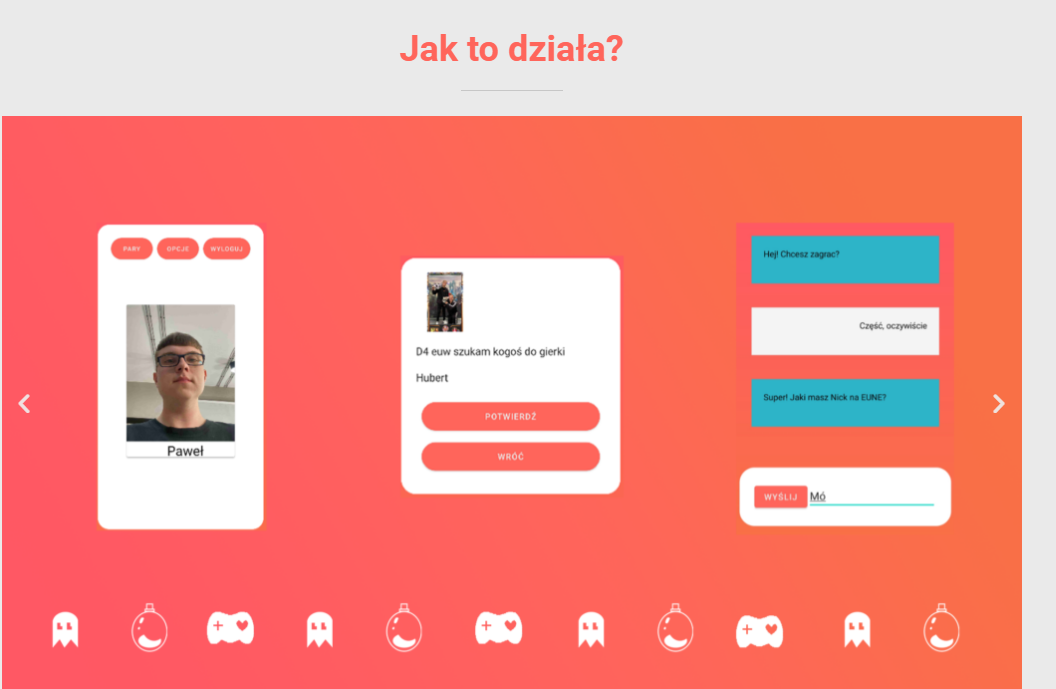 Jak to działa?
PARY OPCJE WYLOGUJ
Paweł
D4 euw szukam kogoś do gierki
Hubert
POTWIERDŹ
WRÓĆ
Hej! Chcesz zagrac?
Część, oczywiście
Super! Jaki masz Nick na EUNE?
WYŚLIJ Mó